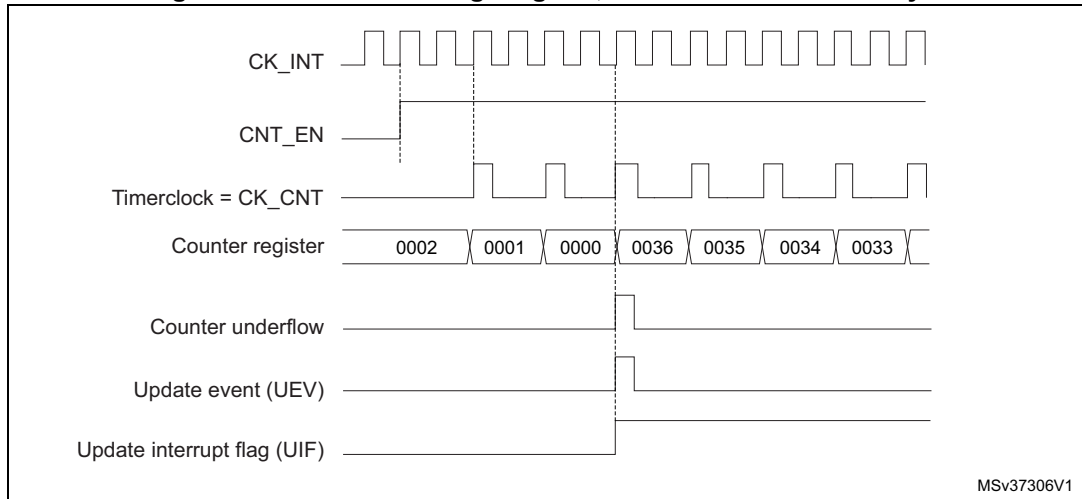 CK_INT
CNT_EN
Timerclock = CK_CNT
Counter register 0002 0001 0000 0036 0035 0034 0033
Counter underflow
Update event (UEV)
Update interrupt flag (UIF)
MSv37306V1